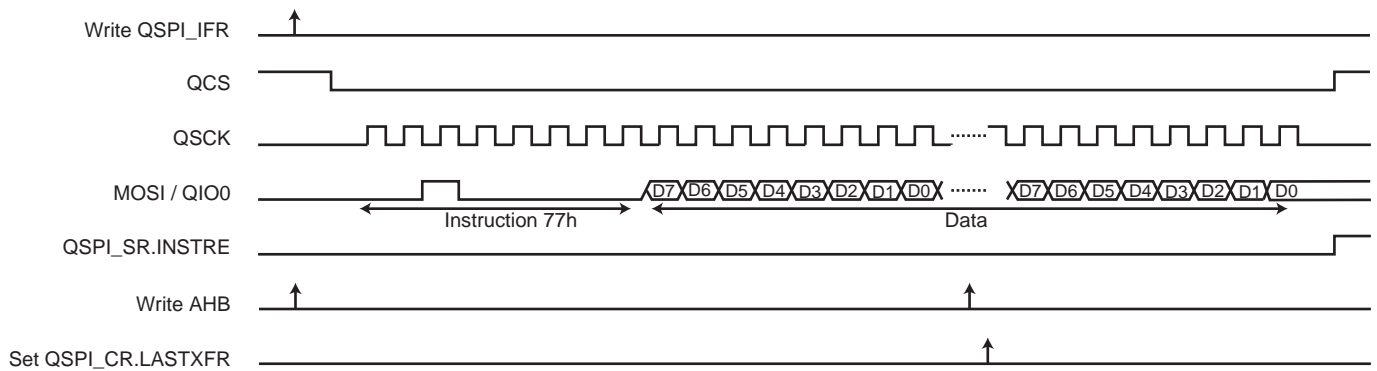 Write QSPI_IFR
QCS
QSCK
MOSI / QIO0
D7 D6 D5 D4 D3 D2 D1 D0 D7 D6 D5 D4 D3 D2 D1 D0
Instruction 77h
Data
QSPI_SR.INSTRE
Write AHB
Set QSPI_CR.LASTXFR